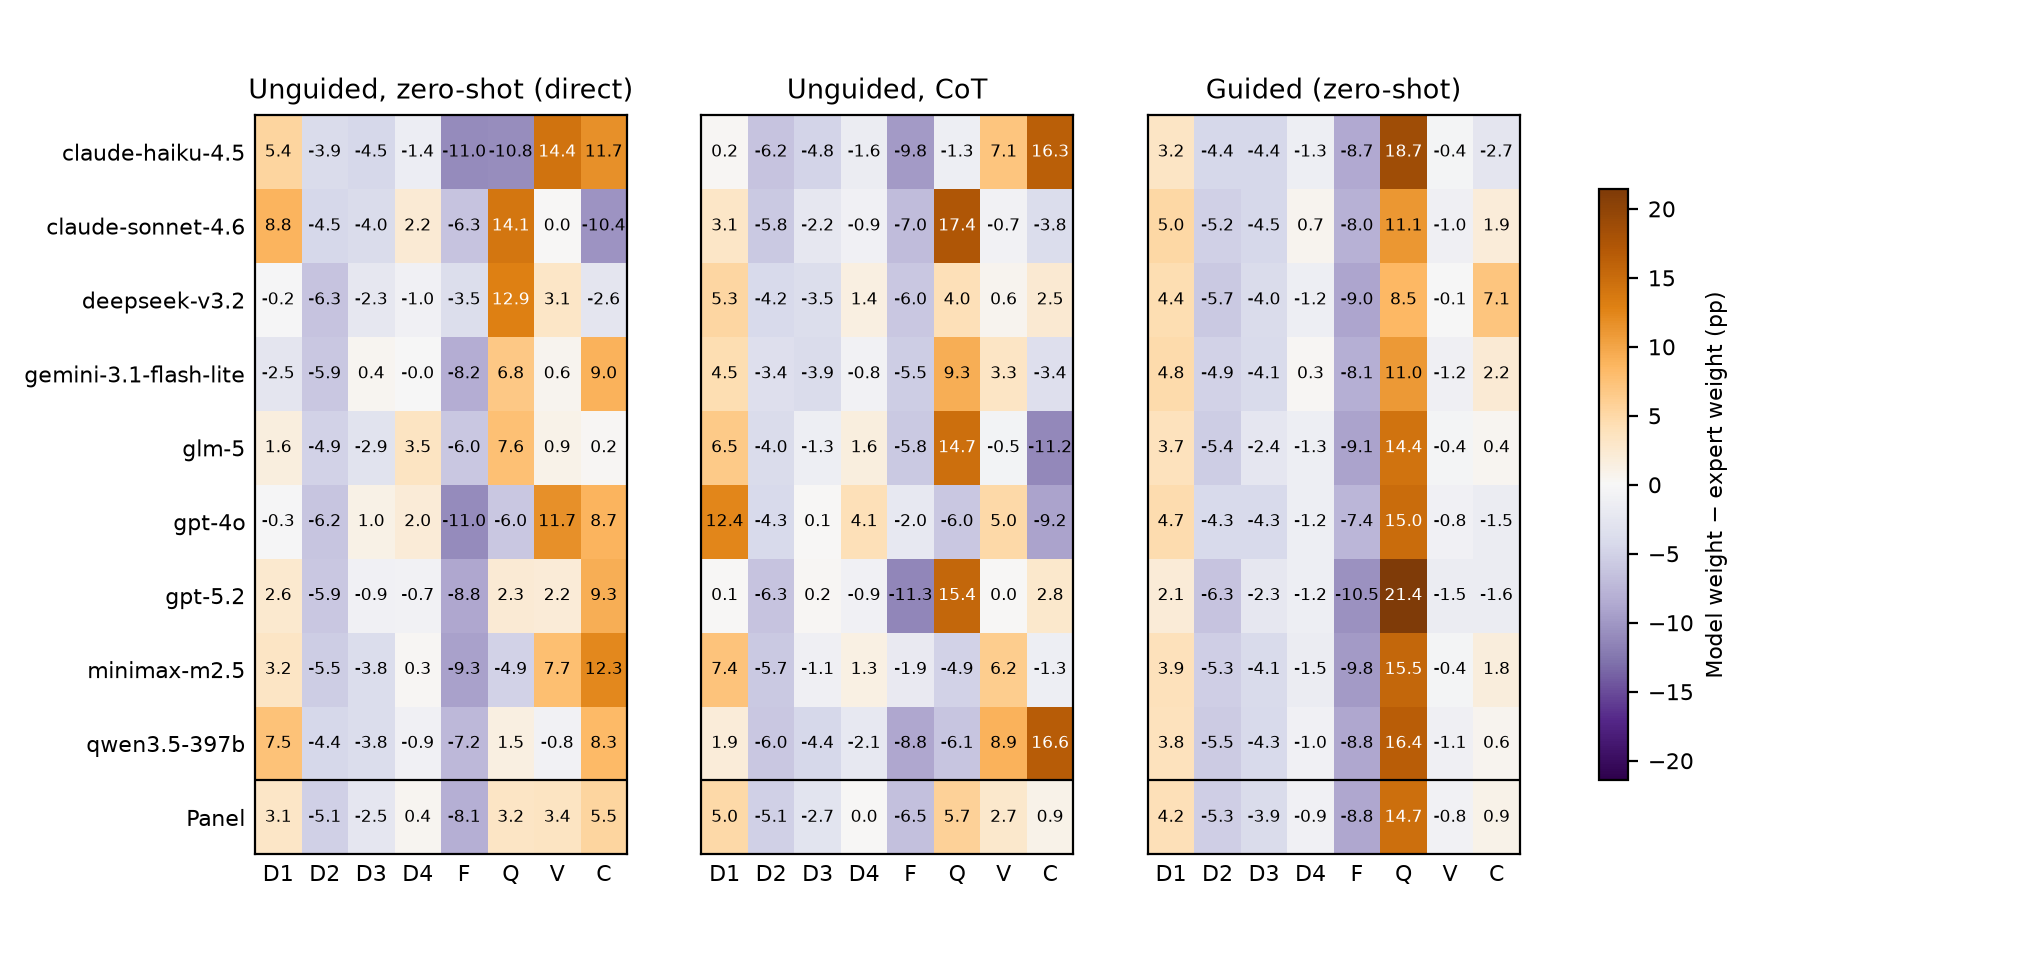 Unguided, zero-shot (direct) Unguided, CoT Guided (zero-shot)
claude-haiku-4.5 5.4 -3.9 -4.5 -1.4 -11.0 -10.8 14.4 11.7 0.2 -6.2 -4.8 -1.6 -9.8 -1.3 7.1 16.3 3.2 -4.4 -4.4 -1.3 -8.7 18.7 -0.4 -2.7
claude-sonnet-4.6 8.8 -4.5 -4.0 2.2 -6.3 14.1 0.0 -10.4 3.1 -5.8 -2.2 -0.9 -7.0 17.4 -0.7 -3.8 5.0 -5.2 -4.5 0.7 -8.0 11.1 -1.0 1.9
deepseek-v3.2 -0.2 -6.3 -2.3 -1.0 -3.5 12.9 3.1 -2.6 5.3 -4.2 -3.5 1.4 -6.0 4.0 0.6 2.5 4.4 -5.7 -4.0 -1.2 -9.0 8.5 -0.1 7.1
gemini-3.1-flash-lite -2.5 -5.9 0.4 -0.0 -8.2 6.8 0.6 9.0 4.5 -3.4 -3.9 -0.8 -5.5 9.3 3.3 -3.4 4.8 -4.9 -4.1 0.3 -8.1 11.0 -1.2 2.2
glm-5 1.6 -4.9 -2.9 3.5 -6.0 7.6 0.9 0.2 6.5 -4.0 -1.3 1.6 -5.8 14.7 -0.5 -11.2 3.7 -5.4 -2.4 -1.3 -9.1 14.4 -0.4 0.4
gpt-4o -0.3 -6.2 1.0 2.0 -11.0 -6.0 11.7 8.7 12.4 -4.3 0.1 4.1 -2.0 -6.0 5.0 -9.2 4.7 -4.3 -4.3 -1.2 -7.4 15.0 -0.8 -1.5
gpt-5.2 2.6 -5.9 -0.9 -0.7 -8.8 2.3 2.2 9.3 0.1 -6.3 0.2 -0.9 -11.3 15.4 0.0 2.8 2.1 -6.3 -2.3 -1.2 -10.5 21.4 -1.5 -1.6
minimax-m2.5 3.2 -5.5 -3.8 0.3 -9.3 -4.9 7.7 12.3 7.4 -5.7 -1.1 1.3 -1.9 -4.9 6.2 -1.3 3.9 -5.3 -4.1 -1.5 -9.8 15.5 -0.4 1.8
qwen3.5-397b 7.5 -4.4 -3.8 -0.9 -7.2 1.5 -0.8 8.3 1.9 -6.0 -4.4 -2.1 -8.8 -6.1 8.9 16.6 3.8 -5.5 -4.3 -1.0 -8.8 16.4 -1.1 0.6
Panel 3.1 -5.1 -2.5 0.4 -8.1 3.2 3.4 5.5 5.0 -5.1 -2.7 0.0 -6.5 5.7 2.7 0.9 4.2 -5.3 -3.9 -0.9 -8.8 14.7 -0.8 0.9
D1 D2 D3 D4 F Q V C D1 D2 D3 D4 F Q V C D1 D2 D3 D4 F Q V C
20
15
10
5
0
−5
−10
−15
−20
Model weight − expert weight (pp)